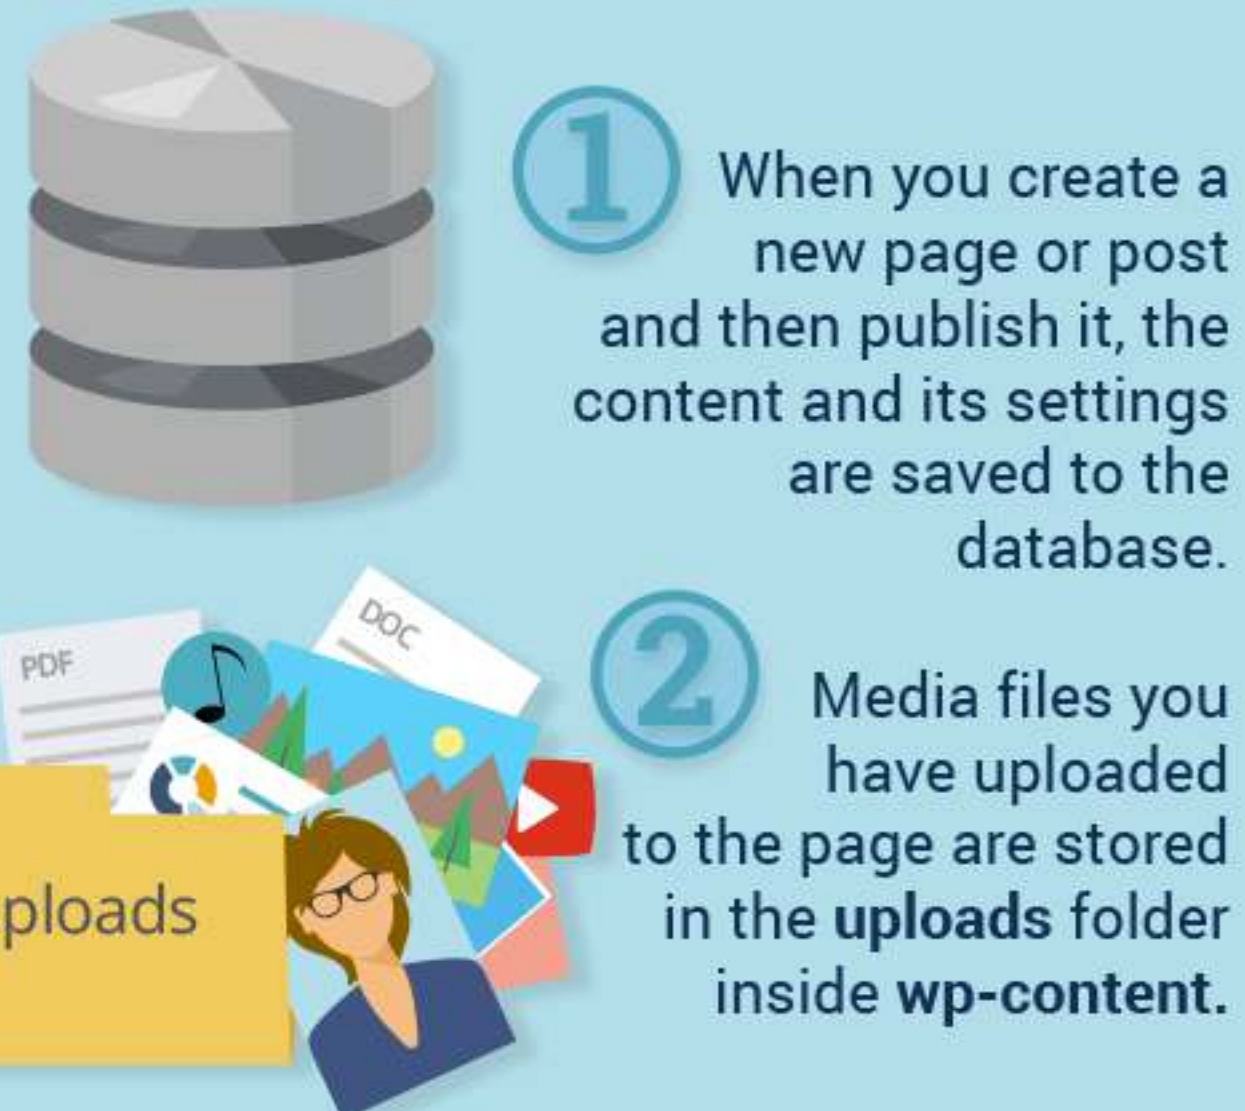 1
When you create a
new page or post
and then publish it, the
content and its settings
are saved to the
database.
PDF
DOC
2
Media files you
have uploaded
to the page are stored
in the uploads folder
inside wp-content.
ploads